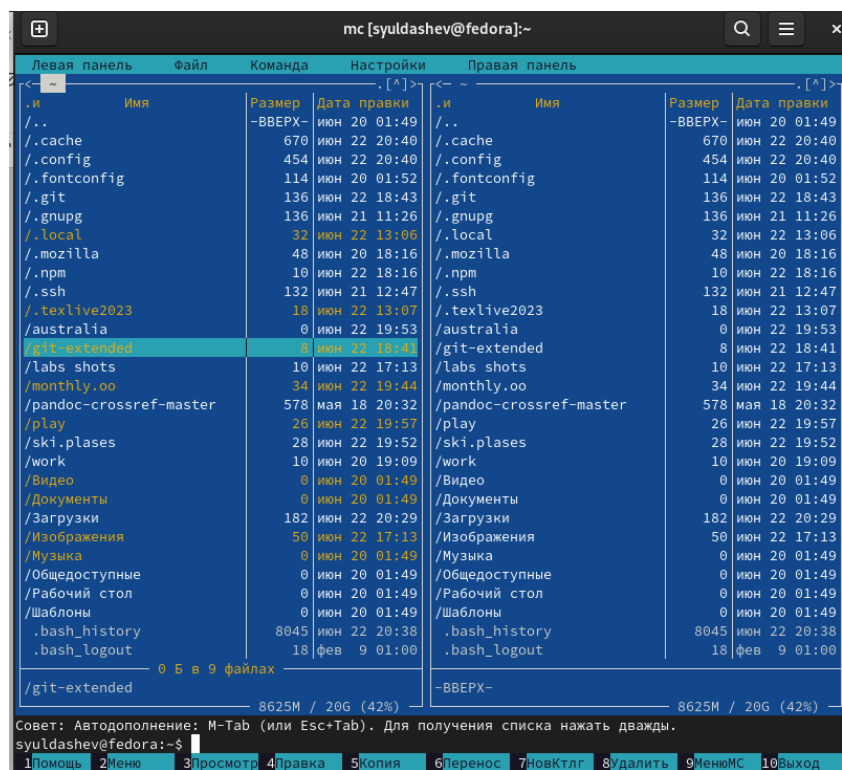 mc [syuldashev@fedora]:~
Левая панель Файл Команда Настройки Правая панель
<— ~ .[^]> <— ~ .[^]>
.и Имя Размер Дата правки .и Имя Размер Дата правки
/.. -ВВЕРХ- июн 20 01:49 /.. -ВВЕРХ- июн 20 01:49
/.cache 670 июн 22 20:40 /.cache 670 июн 22 20:40
/.config 454 июн 22 20:40 /.config 454 июн 22 20:40
/.fontconfig 114 июн 20 01:52 /.fontconfig 114 июн 20 01:52
/.git 136 июн 22 18:43 /.git 136 июн 22 18:43
/.gnupg 136 июн 21 11:26 /.gnupg 136 июн 21 11:26
/.local 32 июн 22 13:06 /.local 32 июн 22 13:06
/.mozilla 48 июн 20 18:16 /.mozilla 48 июн 20 18:16
/.npm 10 июн 22 18:16 /.npm 10 июн 22 18:16
/.ssh 132 июн 21 12:47 /.ssh 132 июн 21 12:47
/.texlive2023 18 июн 22 13:07 /.texlive2023 18 июн 22 13:07
/australia 0 июн 22 19:53 /australia 0 июн 22 19:53
/git-extended 8 июн 22 18:41 /git-extended 8 июн 22 18:41
/labs shots 10 июн 22 17:13 /labs shots 10 июн 22 17:13
/monthly.oo 34 июн 22 19:44 /monthly.oo 34 июн 22 19:44
/pandoc-crossref-master 578 мая 18 20:32 /pandoc-crossref-master 578 мая 18 20:32
/play 26 июн 22 19:57 /play 26 июн 22 19:57
/ski.plases 28 июн 22 19:52 /ski.plases 28 июн 22 19:52
/work 10 июн 20 19:09 /work 10 июн 20 19:09
/Видео 0 июн 20 01:49 /Видео 0 июн 20 01:49
/Документы 0 июн 20 01:49 /Документы 0 июн 20 01:49
/Загрузки 182 июн 22 20:29 /Загрузки 182 июн 22 20:29
/Изображения 50 июн 22 17:13 /Изображения 50 июн 22 17:13
/Музыка 0 июн 20 01:49 /Музыка 0 июн 20 01:49
/Общедоступные 0 июн 20 01:49 /Общедоступные 0 июн 20 01:49
/Рабочий стол 0 июн 20 01:49 /Рабочий стол 0 июн 20 01:49
/Шаблоны 0 июн 20 01:49 /Шаблоны 0 июн 20 01:49
.bash_history 8045 июн 22 20:38 .bash_history 8045 июн 22 20:38
.bash_logout 18 фев 9 01:00 .bash_logout 18 фев 9 01:00
0 Б в 9 файлах
/git-extended -ВВЕРХ-
8625M / 20G (42%) 8625M / 20G (42%)
Совет: Автодополнение: M-Tab (или Esc+Tab). Для получения списка нажать дважды.
syuldashev@fedora:~$
1Помощь 2Меню 3Просмотр 4Правка 5Копия 6Перенос 7НовКтлг 8Удалить 9МенюMC 10Выход